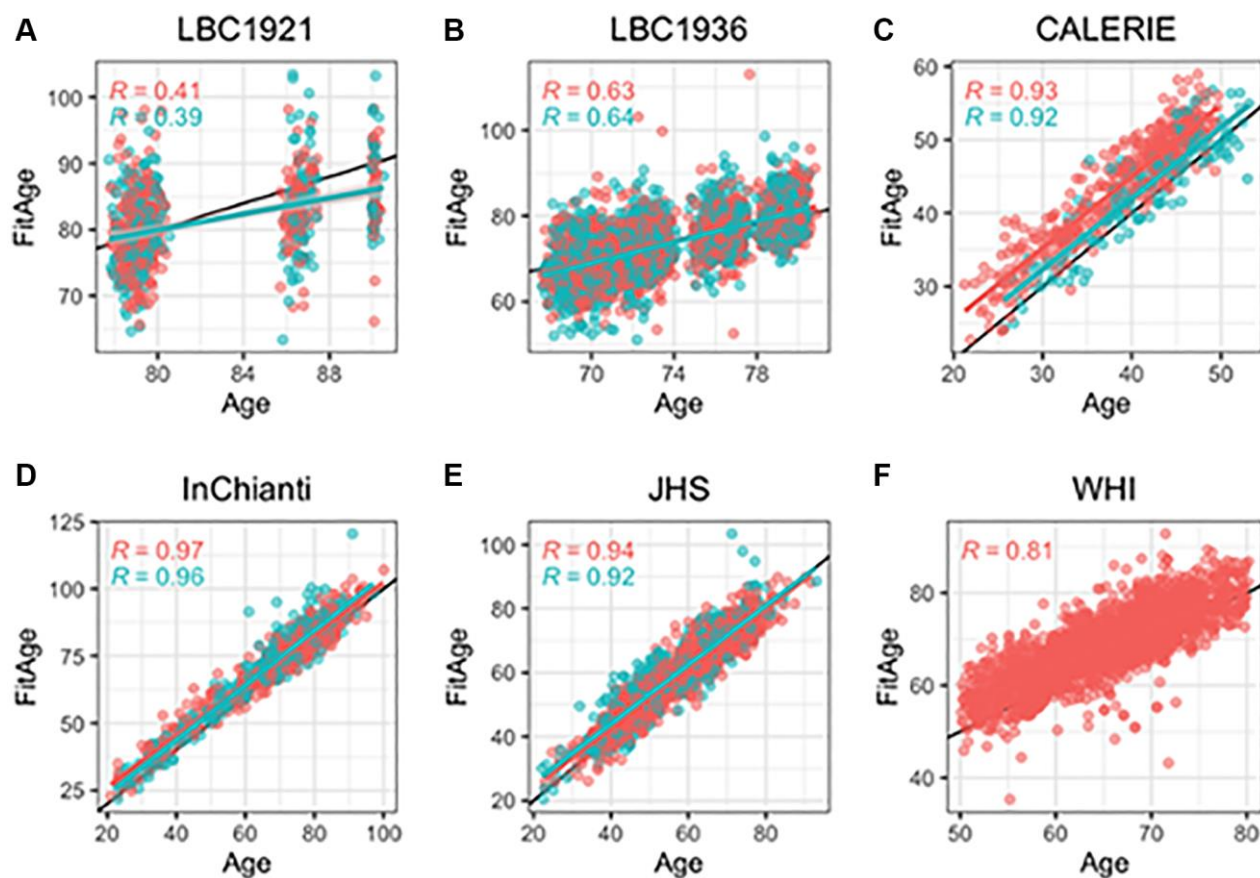 A
LBC1921
R = 0.41
R = 0.39
100
90
80
70
FitAge
80
84
88
Age
B
LBC1936
R = 0.63
R = 0.64
100
80
60
FitAge
70
74
78
Age
C
CALERIE
R = 0.93
R = 0.92
60
50
40
30
FitAge
20
30
40
50
Age
D
InChianti
R = 0.97
R = 0.96
125
100
75
50
25
FitAge
20
40
60
80
100
Age
E
JHS
R = 0.94
R = 0.92
100
80
60
40
20
FitAge
20
40
60
80
Age
F
WHI
R = 0.81
80
60
40
FitAge
50
60
70
80
Age